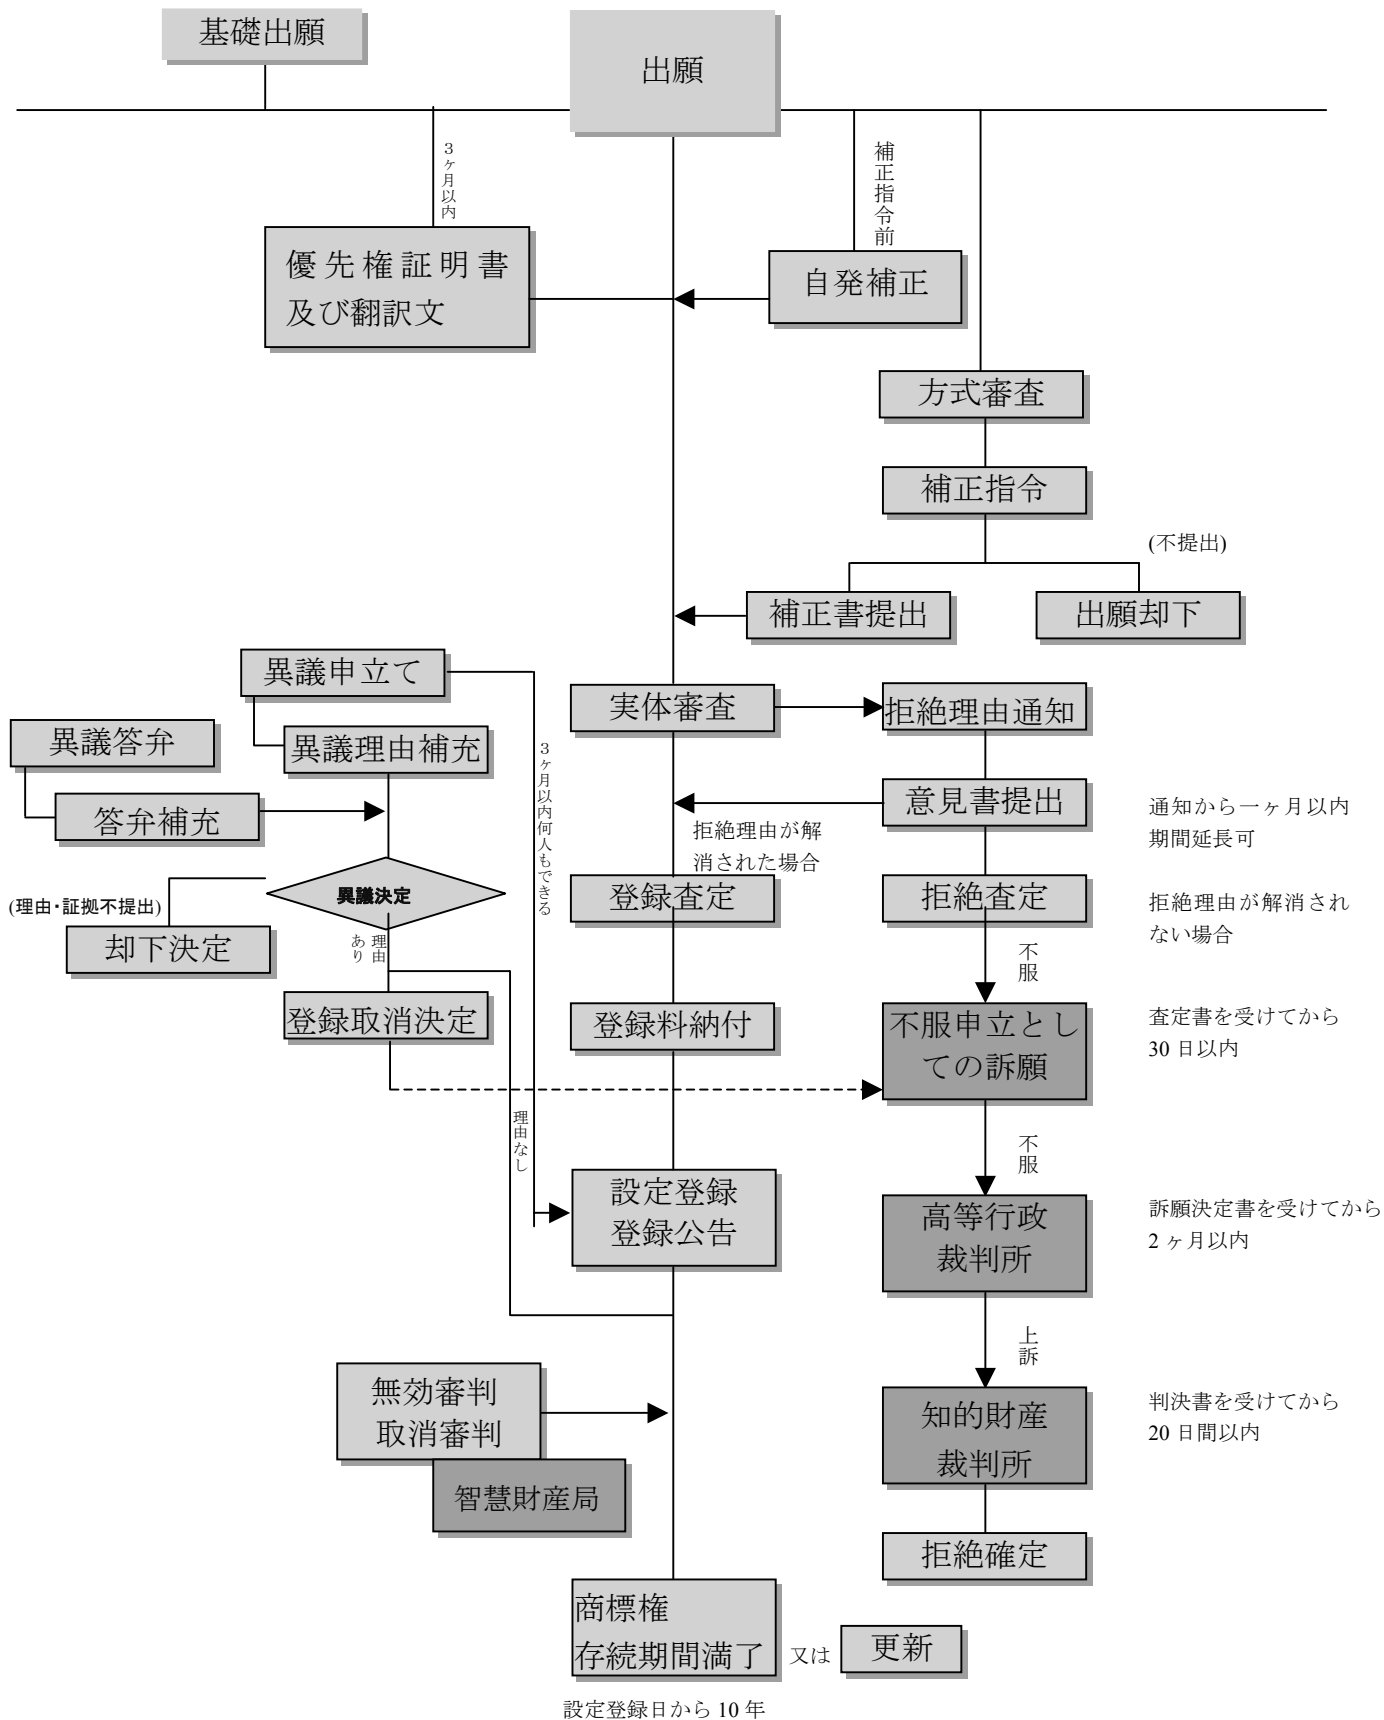 基礎出願
出願
3ヶ月以内
補正指令前
優先権証明書
及び翻訳文
自発補正
方式審査
補正指令
(不提出)
補正書提出
出願却下
異議申立て
実体審査
拒絶理由通知
異議答弁
異議理由補充
3ヶ月以内何人もできる
答弁補充
意見書提出
通知から一ヶ月以内
期間延長可
拒絶理由が解
消された場合
異議決定
登録査定
拒絶査定
拒絶理由が解消され
ない場合
(理由・証拠不提出)
却下決定
理由
あり
不服
登録取消決定
登録料納付
不服申立とし
ての訴願
査定書を受けてから
30 日以内
理由なし
不服
設定登録
登録公告
高等行政
裁判所
訴願決定書を受けてから
2 ヶ月以内
上訴
無効審判
取消審判
智慧財産局
知的財産
裁判所
判決書を受けてから
20 日間以内
拒絶確定
商標権
存続期間満了
又は
更新
設定登録日から 10 年